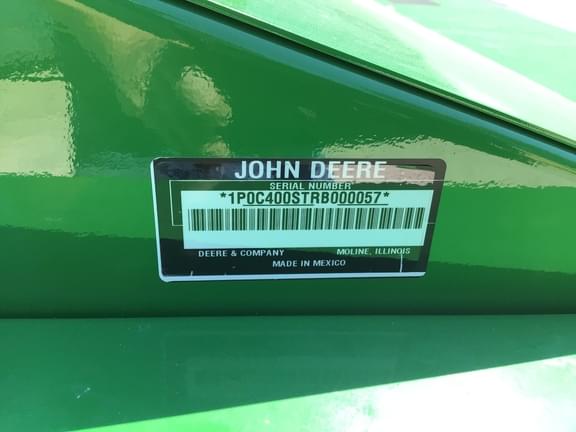 JOHN DEERE
SERIAL NUMBER
*1P0C400STRB000057*
DEERE & COMPANY MOLINE, ILLINOIS
MADE IN MEXICO